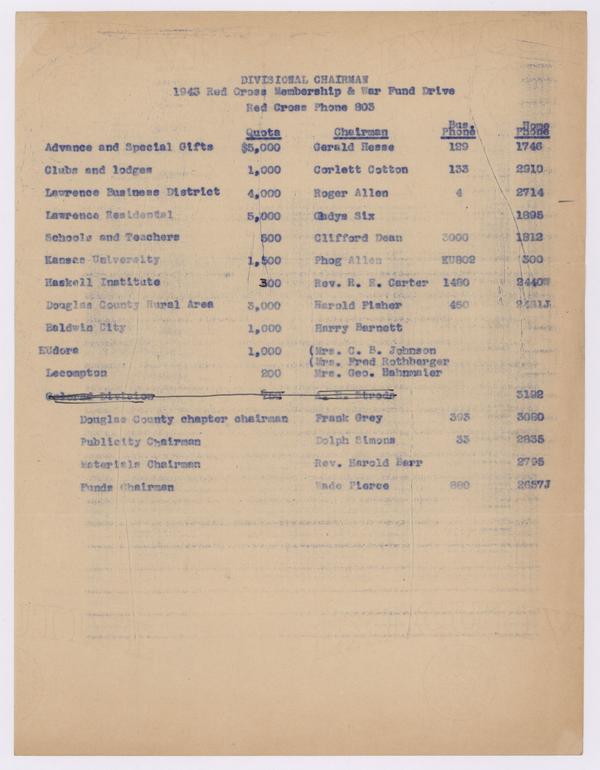 DIVISIONAL CHAIRMAN
1943 Red Cross Membership & War Fund Drive
Red Cross Phone 803
Quota Chairman Bus. Phone Home Phone
Advance and Special Gifts $5,000 Gerald Hesse 129 1746
Clubs and lodges 1,000 Corlett Cotton 133 2910
Lawrence Business District 4,000 Roger Allen 4 2714
Lawrence Residental 5,000 Gadys Six 1895
Schools and Teachers 500 Clifford Dean 3000 1812
Kansas University 1,500 Phog Allen KU802 300
Haskell Institute 300 Rev. R. E. Carter 1480 2440W
Douglas County Rural Area 3,000 Harold Fisher 450 2481J
Baldwin City 1,000 Harry Barnett
EUdora 1,000 (Mrs. C. B. Johnson
(Mrs. Fred Rothberger
Lecompton 200 Mrs. Geo. Hahnmaier
Colored Division 3192
Douglas County chapter chairman Frank Grey 393 3080
Publicity Chairman Dolph Simons 33 2835
Materials Chairman Rev. Harold Barr 2795
Funds Chairman Wade Pierce 880 2657J